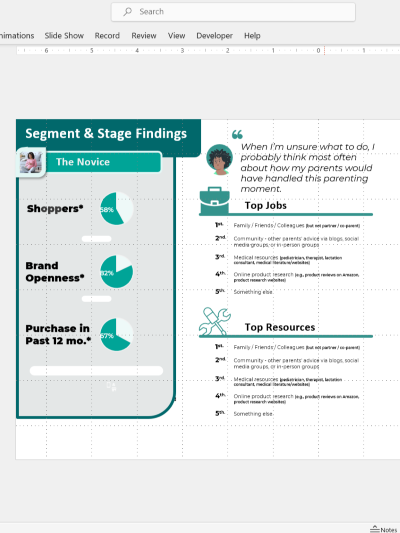 Search
nimations Slide Show Record Review View Developer Help
6 5 4 3 2 1 0 1
Segment & Stage Findings
The Novice
Shoppers*
58%
Brand
Openness*
82%
Purchase in
Past 12 mo.*
67%
“
When I'm unsure what to do, I
probably think most often
about how my parents would
have handled this parenting
moment.
Top Jobs
1st. Family / Friends / Colleagues (but not partner / co-parent)
2nd. Community - other parents' advice via blogs, social
media groups, or in-person groups
3rd. Medical resources (pediatrician, therapist, lactation
consultant, medical literature/websites)
4th. Online product research (e.g., product reviews on Amazon,
product research websites)
5th. Something else.
Top Resources
1st. Family / Friends / Colleagues (but not partner / co-parent)
2nd. Community - other parents' advice via blogs, social
media groups, or in-person groups
3rd. Medical resources (pediatrician, therapist, lactation
consultant, medical literature/websites)
4th. Online product research (e.g., product reviews on Amazon,
product research websites)
5th. Something else.
Notes